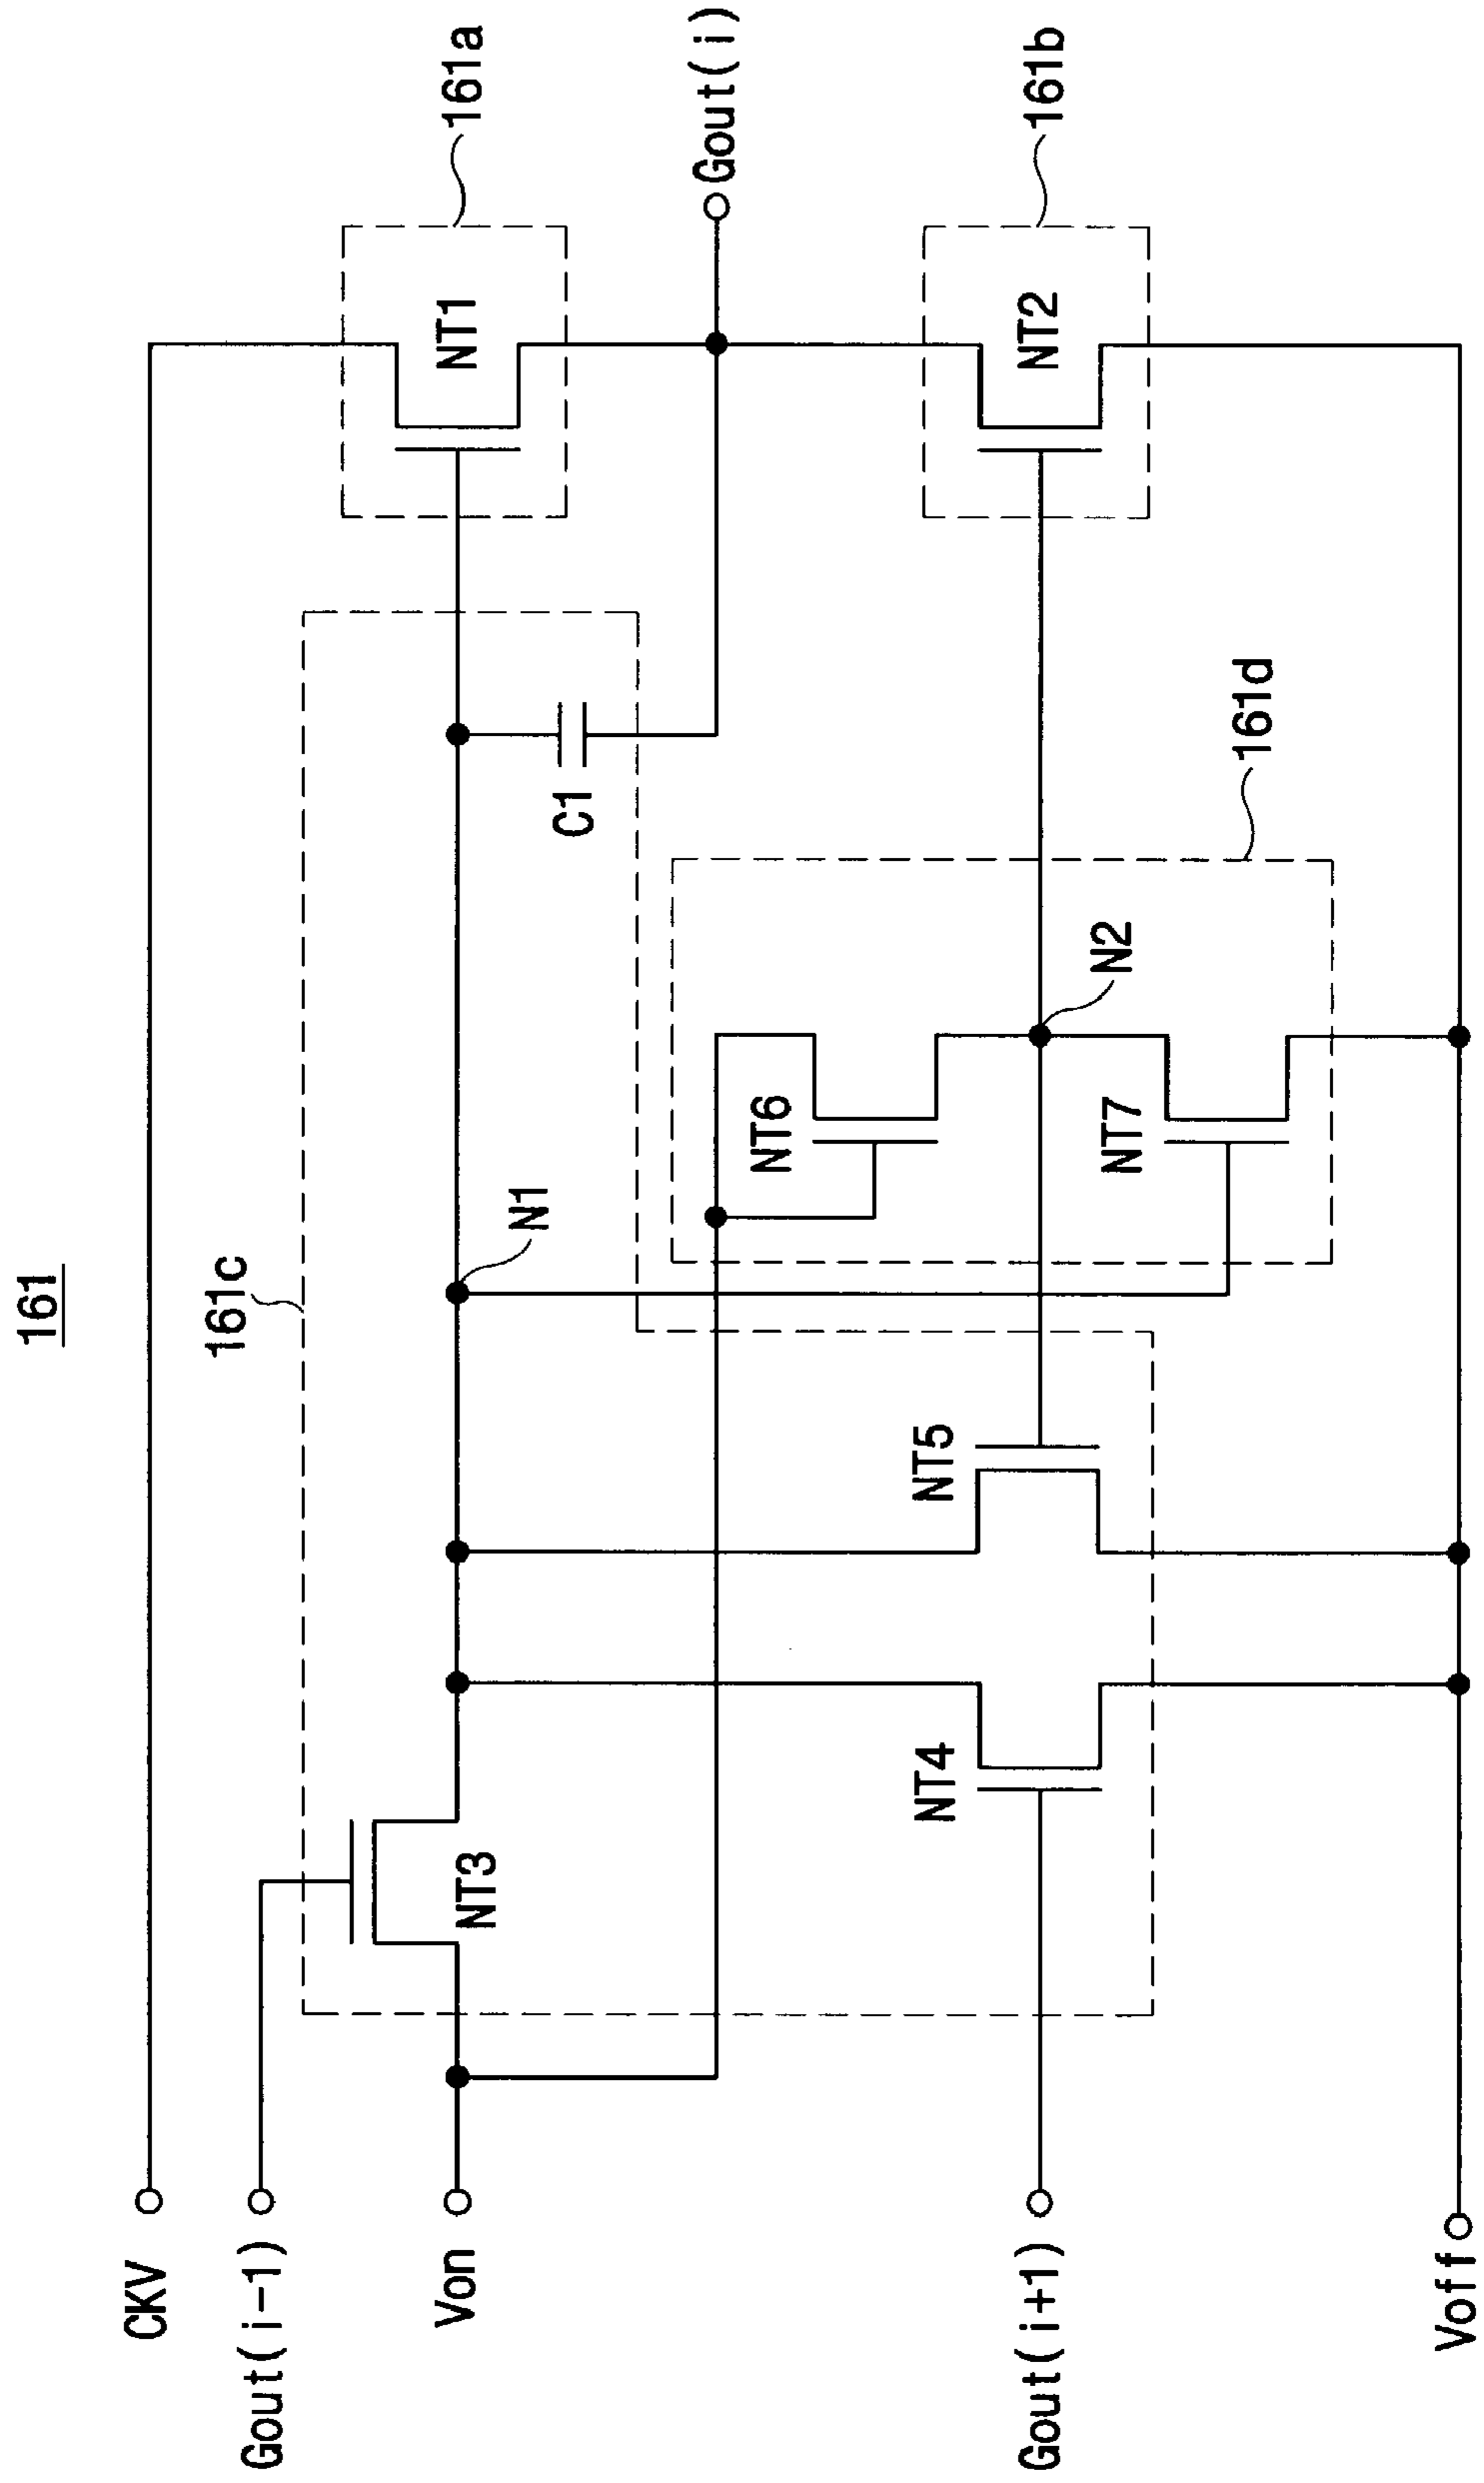 161
CKV
161c
161a
Gout(i-1)
NT1
Von
NT3
N1
C1
Gout(i)
NT6
NT4
NT5
161b
NT2
Gout(i+1)
N2
NT7
161d
Voff